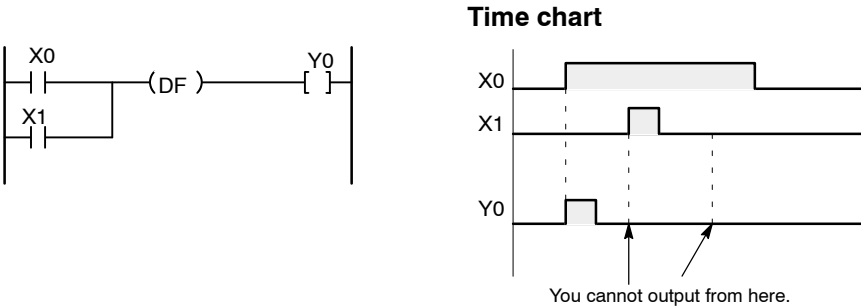 Time chart
X0
(DF)
Y0
X1
X0
X1
Y0
You cannot output from here.